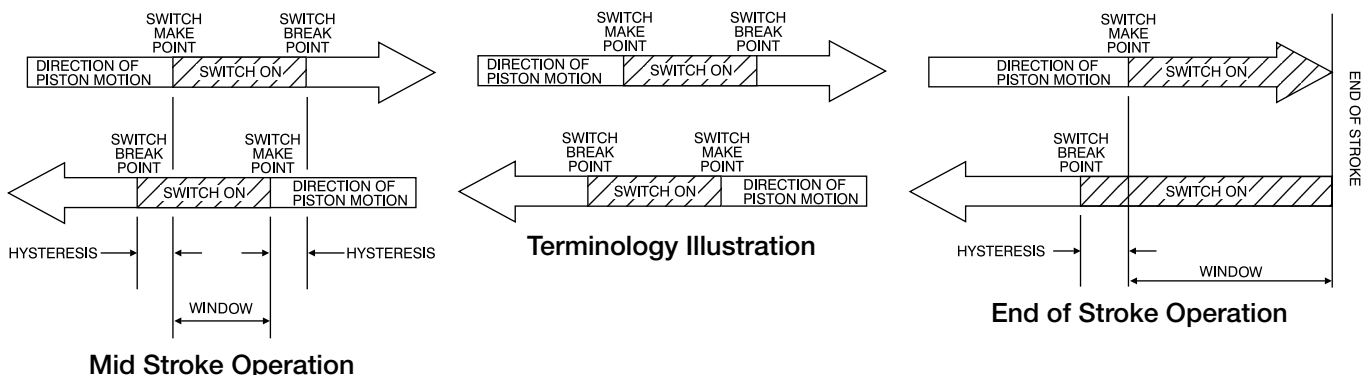 SWITCH
MAKE
POINT
SWITCH
BREAK
POINT
DIRECTION OF
PISTON MOTION
SWITCH ON
SWITCH
BREAK
POINT
SWITCH
MAKE
POINT
SWITCH ON
DIRECTION OF
PISTON MOTION
HYSTERESIS
HYSTERESIS
WINDOW
Mid Stroke Operation
SWITCH
MAKE
POINT
SWITCH
BREAK
POINT
DIRECTION OF
PISTON MOTION
SWITCH ON
SWITCH
BREAK
POINT
SWITCH
MAKE
POINT
SWITCH ON
DIRECTION OF
PISTON MOTION
Terminology Illustration
SWITCH
MAKE
POINT
DIRECTION OF
PISTON MOTION
SWITCH ON
END OF STROKE
SWITCH
BREAK
POINT
SWITCH ON
HYSTERESIS
WINDOW
End of Stroke Operation